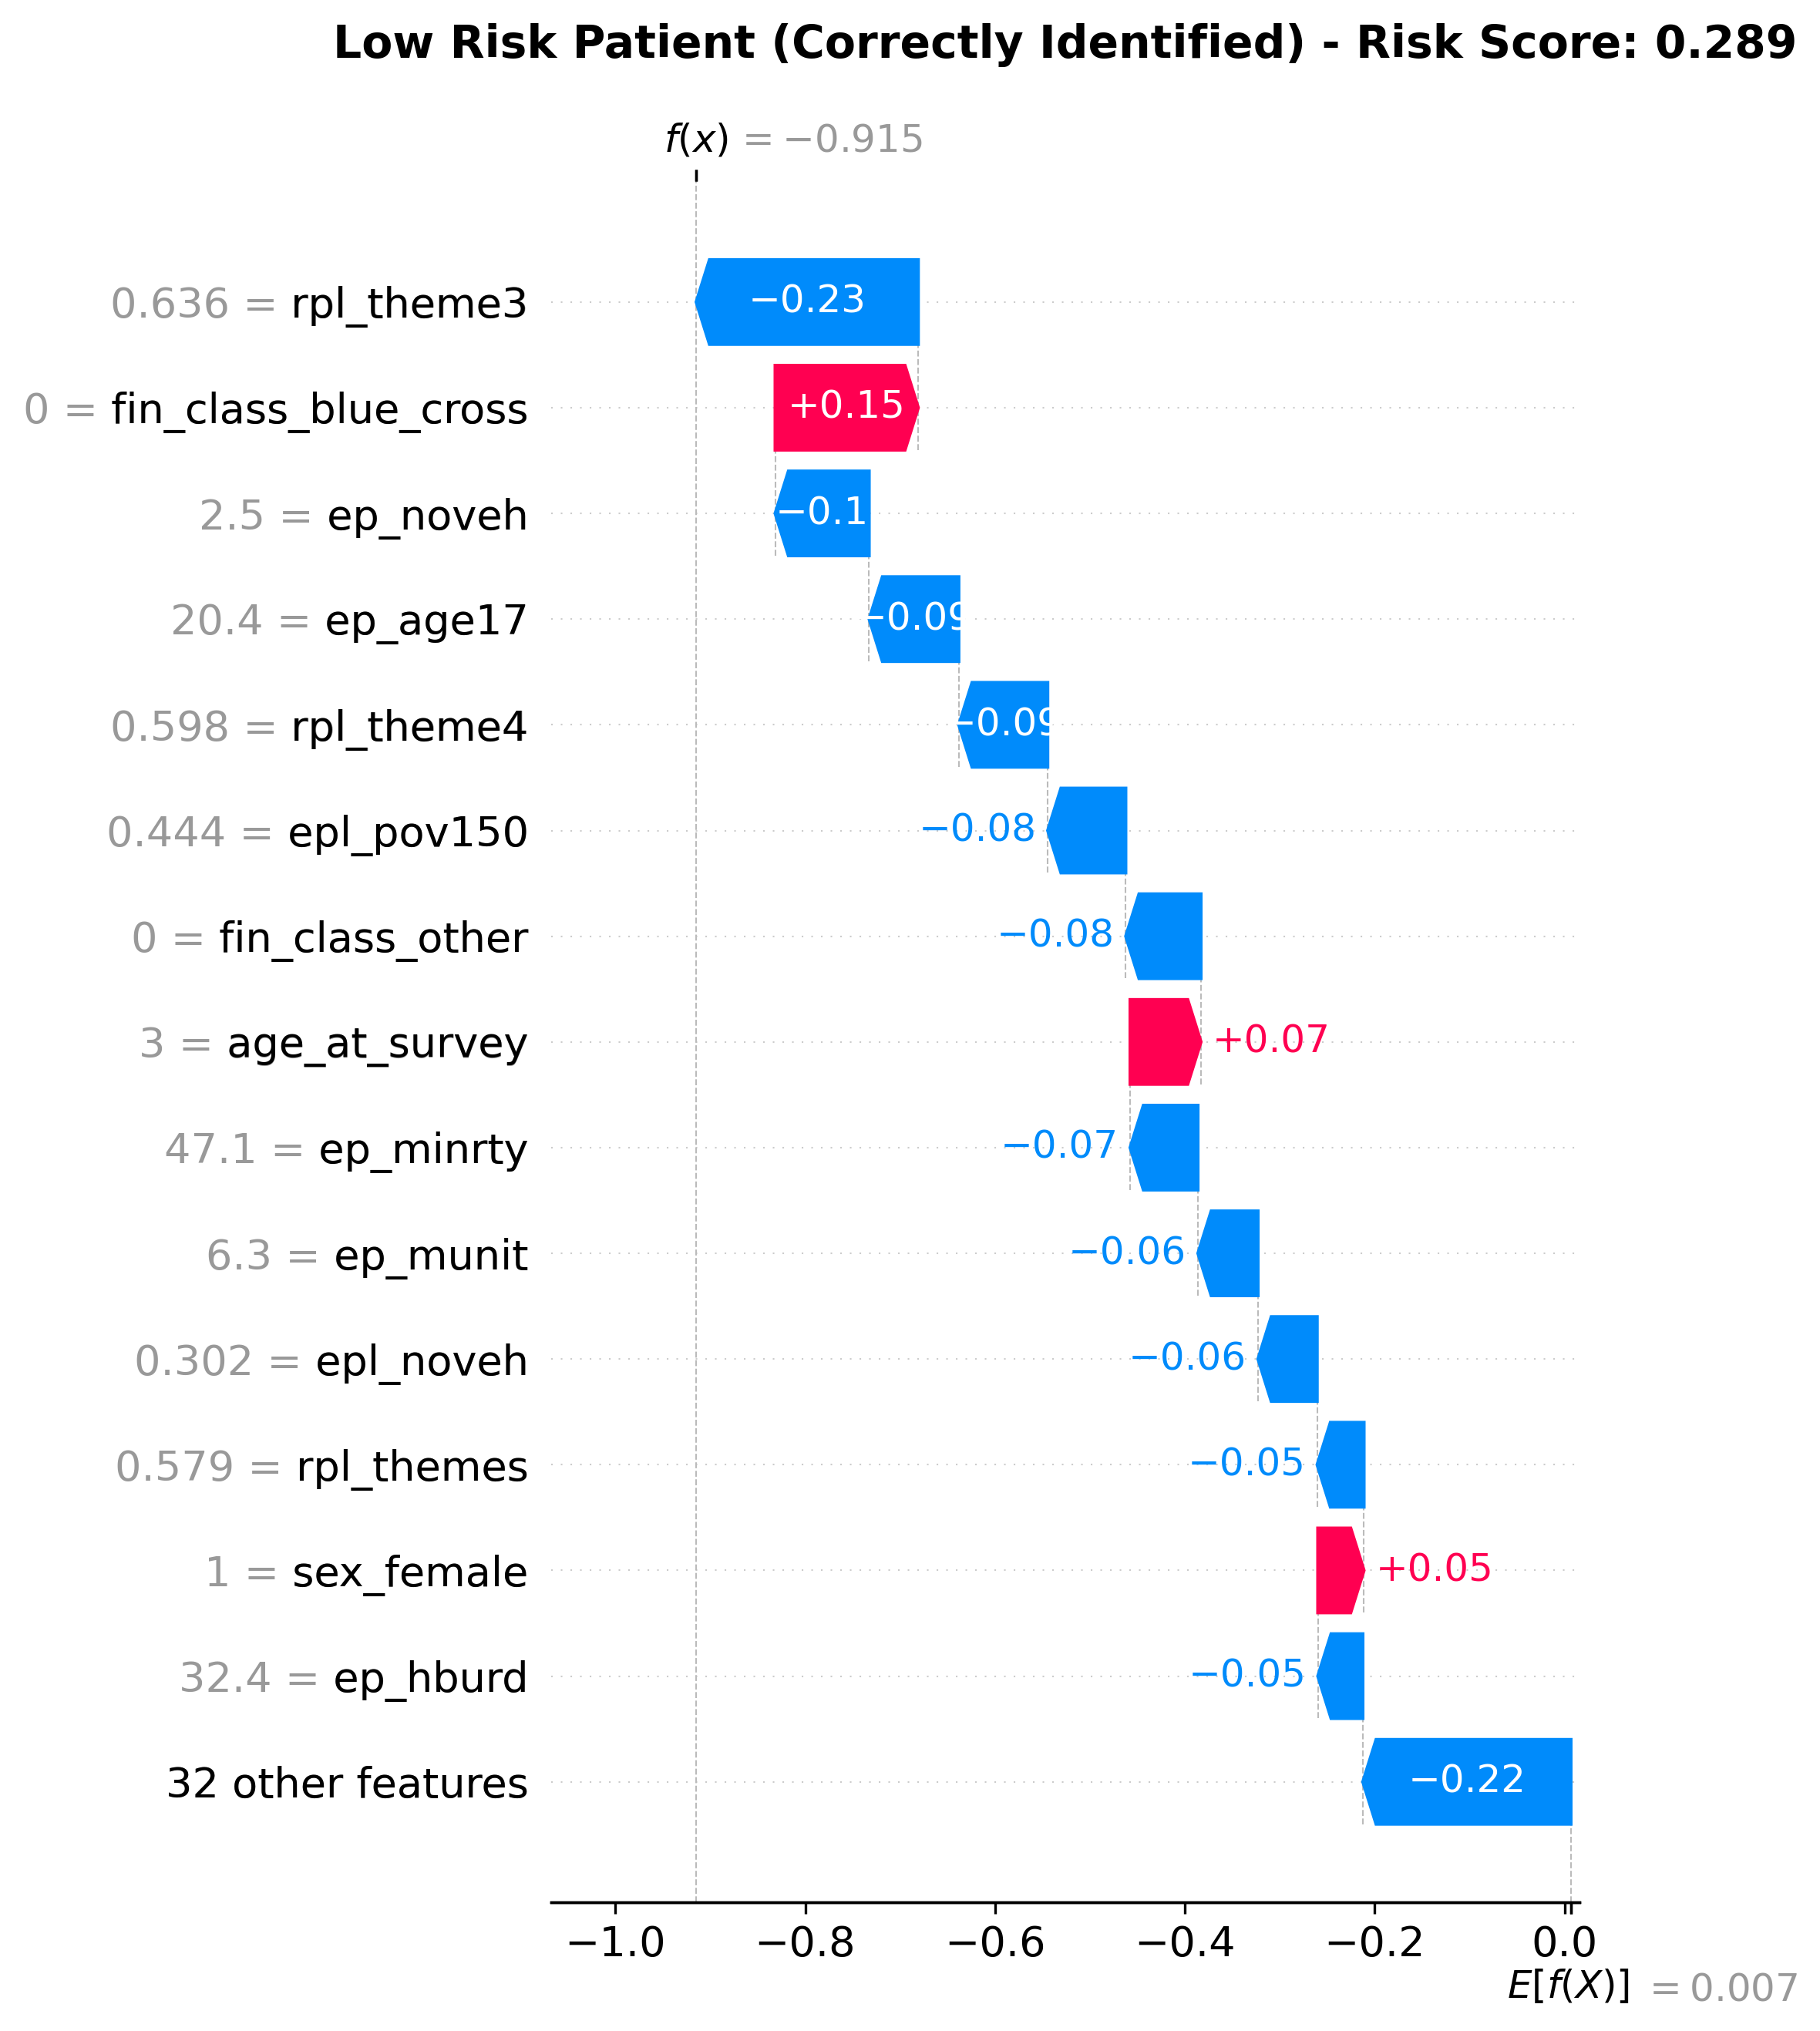 Low Risk Patient (Correctly Identified) - Risk Score: 0.289
f(x) = −0.915
0.636 = rpl_theme3 −0.23
0 = fin_class_blue_cross +0.15
2.5 = ep_noveh −0.1
20.4 = ep_age17 −0.09
0.598 = rpl_theme4 −0.09
0.444 = epl_pov150 −0.08
0 = fin_class_other −0.08
3 = age_at_survey +0.07
47.1 = ep_minrty −0.07
6.3 = ep_munit −0.06
0.302 = epl_noveh −0.06
0.579 = rpl_themes −0.05
1 = sex_female +0.05
32.4 = ep_hburd −0.05
32 other features −0.22
−1.0 −0.8 −0.6 −0.4 −0.2 0.0
E[f(X)] = 0.007